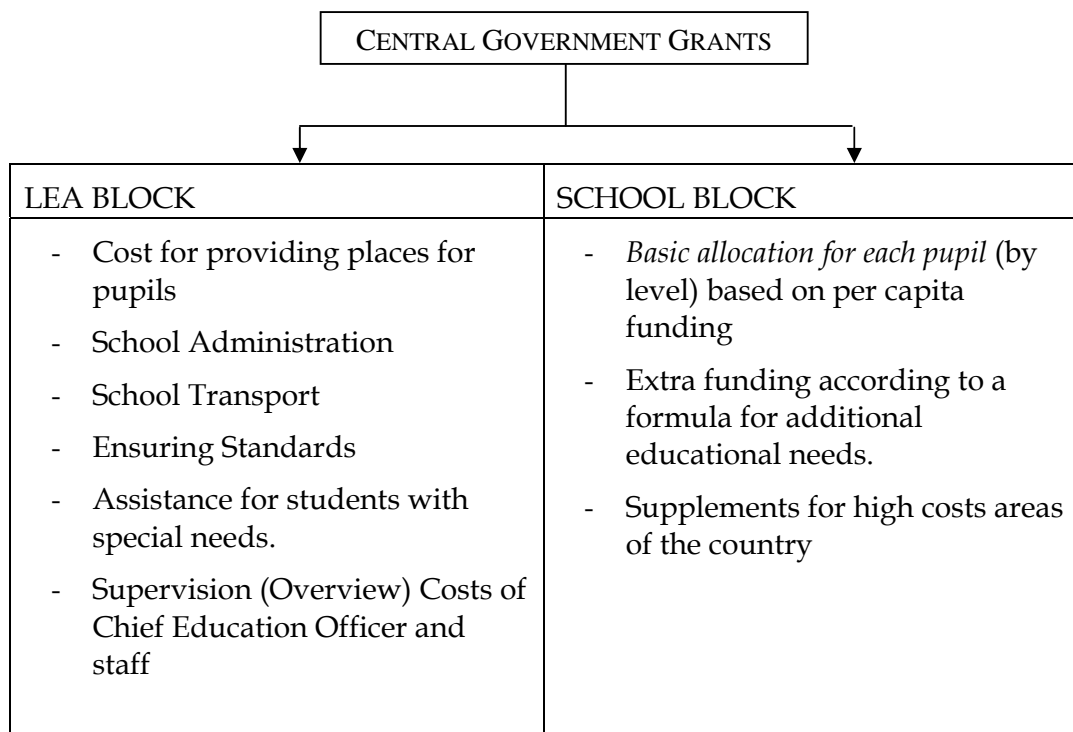 CENTRAL GOVERNMENT GRANTS
LEA BLOCK
- Cost for providing places for
pupils
- School Administration
- School Transport
- Ensuring Standards
- Assistance for students with
special needs.
- Supervision (Overview) Costs of
Chief Education Officer and
staff
SCHOOL BLOCK
- Basic allocation for each pupil (by
level) based on per capita
funding
- Extra funding according to a
formula for additional
educational needs.
- Supplements for high costs areas
of the country